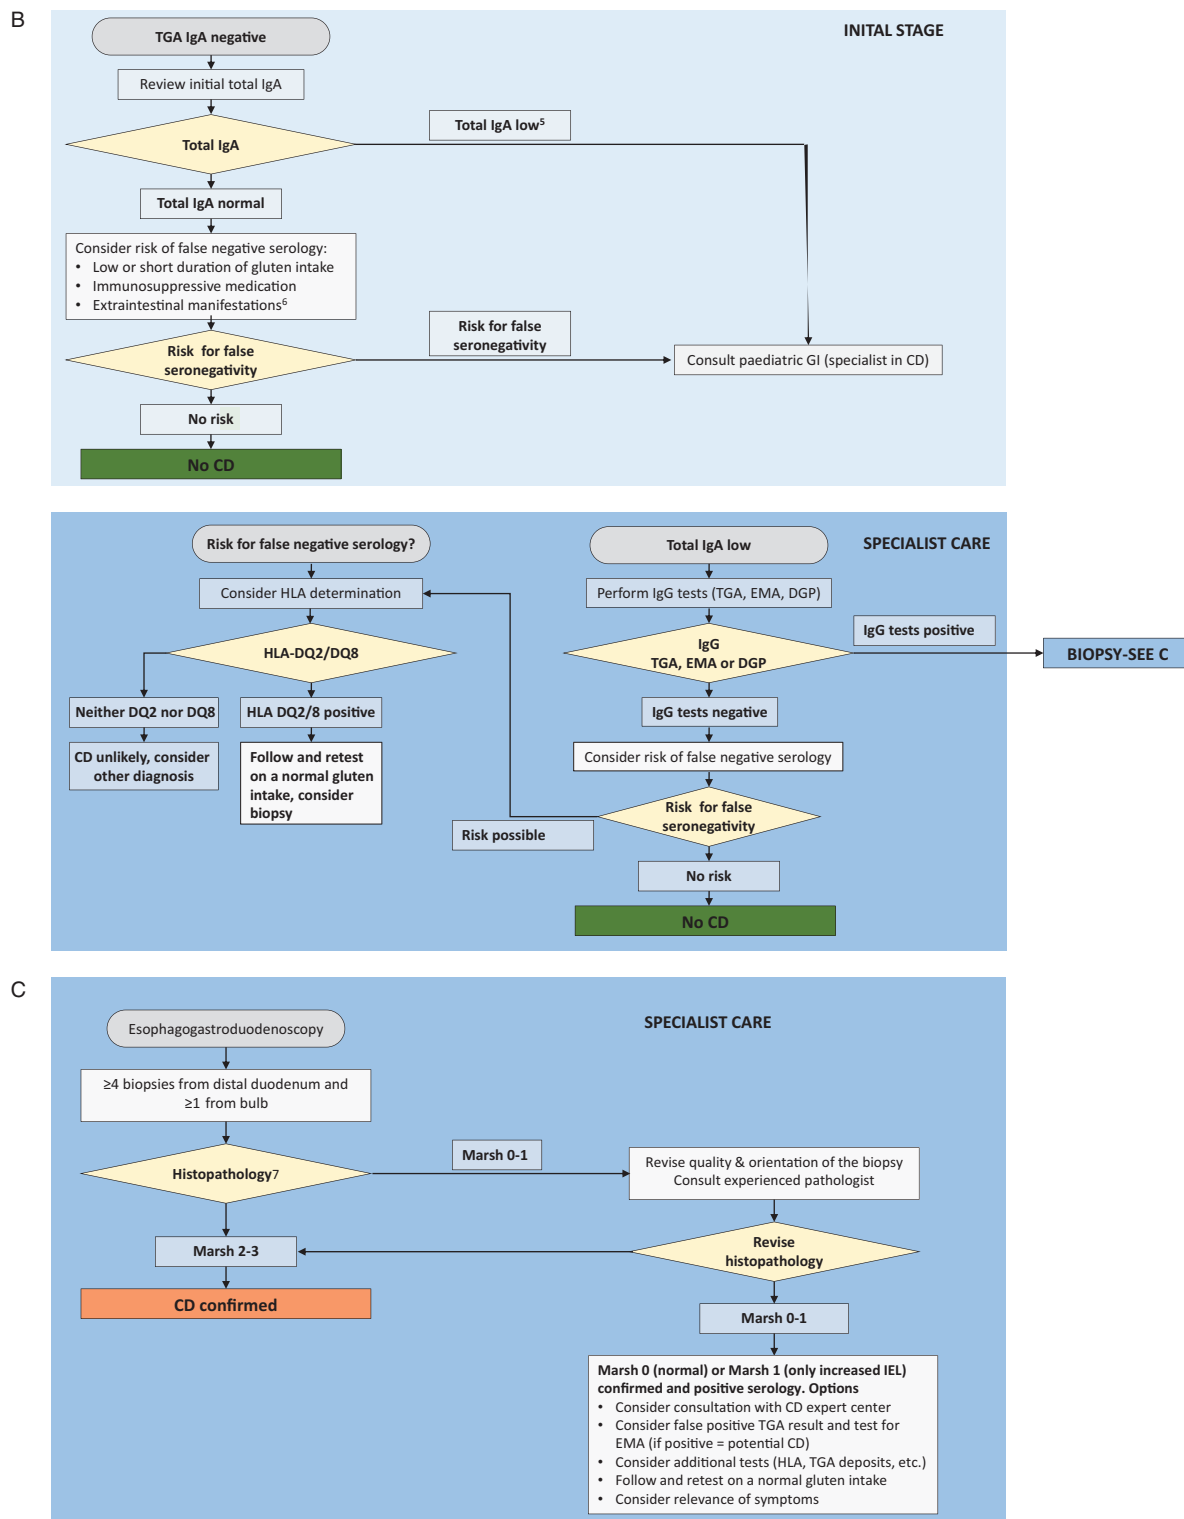 B
INITAL STAGE
TGA IgA negative
Review initial total IgA
Total IgA
Total IgA low5
Total IgA normal
Consider risk of false negative serology:
• Low or short duration of gluten intake
• Immunosuppressive medication
• Extraintestinal manifestations6
Risk for false
seronegativity
Risk for false
seronegativity
Consult paediatric GI (specialist in CD)
No risk
No CD
SPECIALIST CARE
Risk for false negative serology?
Consider HLA determination
HLA-DQ2/DQ8
Neither DQ2 nor DQ8
HLA DQ2/8 positive
CD unlikely, consider
other diagnosis
Follow and retest
on a normal gluten
intake, consider
biopsy
Total IgA low
Perform IgG tests (TGA, EMA, DGP)
IgG
TGA, EMA or DGP
IgG tests positive
BIOPSY-SEE C
IgG tests negative
Consider risk of false negative serology
Risk for false
seronegativity
Risk possible
No risk
No CD
C
SPECIALIST CARE
Esophagogastroduodenoscopy
≥4 biopsies from distal duodenum and
≥1 from bulb
Histopathology7
Marsh 0-1
Revise quality & orientation of the biopsy
Consult experienced pathologist
Marsh 2-3
Revise
histopathology
CD confirmed
Marsh 0-1
Marsh 0 (normal) or Marsh 1 (only increased IEL)
confirmed and positive serology. Options
• Consider consultation with CD expert center
• Consider false positive TGA result and test for
EMA (if positive = potential CD)
• Consider additional tests (HLA, TGA deposits, etc.)
• Follow and retest on a normal gluten intake
• Consider relevance of symptoms